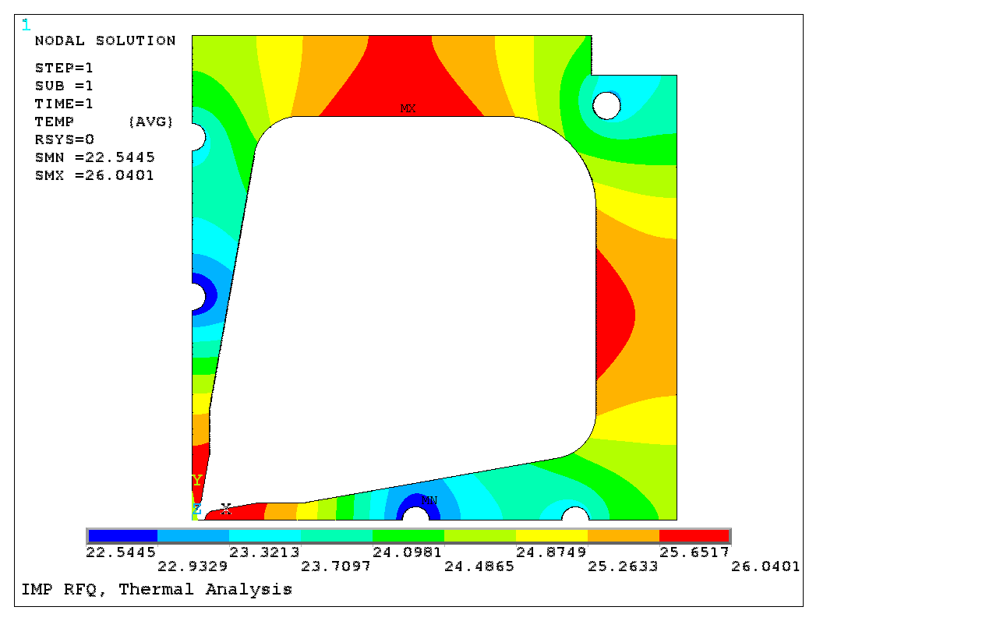 1
NODAL SOLUTION
STEP=1
SUB =1
TIME=1
TEMP (AVG)
RSYS=0
SMN =22.5445
SMX =26.0401
MX
Y
Z X
MN
22.5445 23.3213 24.0981 24.8749 25.6517
22.9329 23.7097 24.4865 25.2633 26.0401
IMP RFQ, Thermal Analysis